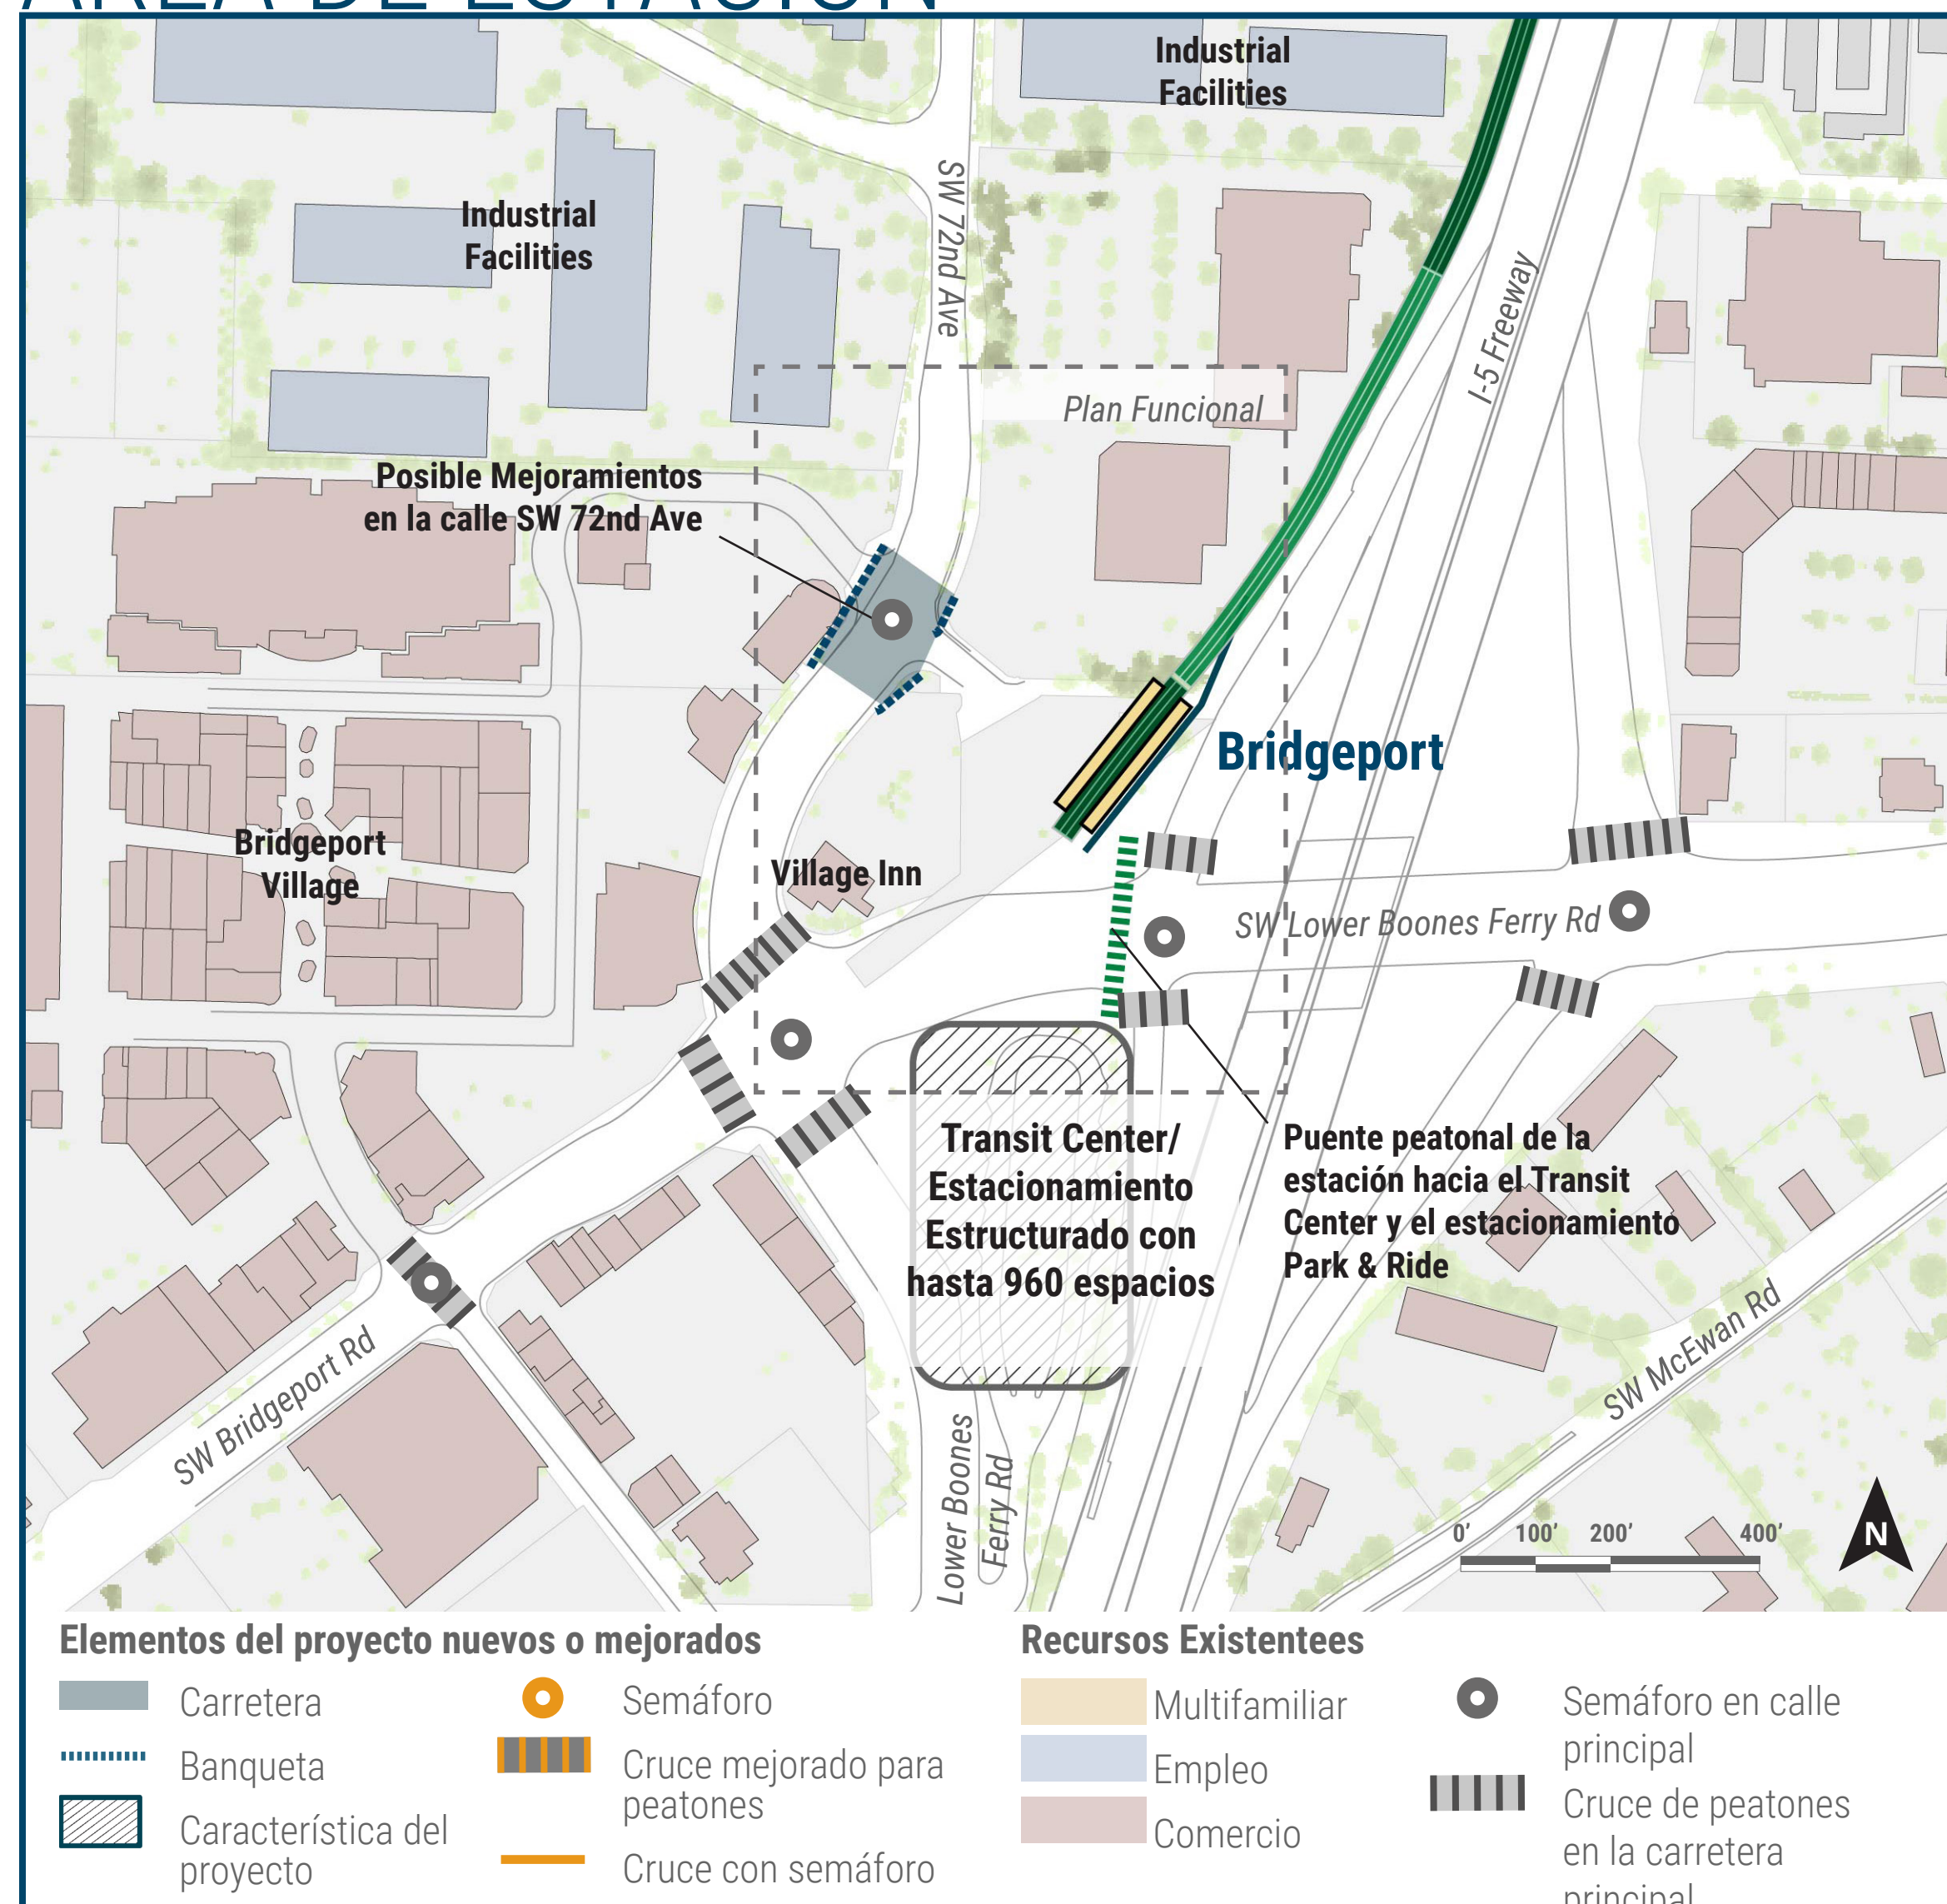 ÁREA DE ESTACIÓN
Industrial
Facilities
Industrial
Facilities
SW 72nd Ave
I-5 Freeway
Plan Funcional
Posible Mejoramientos
en la calle SW 72nd Ave
Bridgeport
Bridgeport
Village
Village Inn
SW Lower Boones Ferry Rd
Transit Center/
Estacionamiento
Estructurado con
hasta 960 espacios
Puente peatonal de la
estación hacia el Transit
Center y el estacionamiento
Park & Ride
SW Bridgeport Rd
SW McEwan Rd
Lower Boones
Ferry Rd
0’ 100’ 200’ 400’
N
Elementos del proyecto nuevos o mejorados
Carretera
Banqueta
Característica del
proyecto
Semáforo
Cruce mejorado para
peatones
Cruce con semáforo
Recursos Existentees
Multifamiliar
Empleo
Comercio
Semáforo en calle
principal
Cruce de peatones
en la carretera
principal